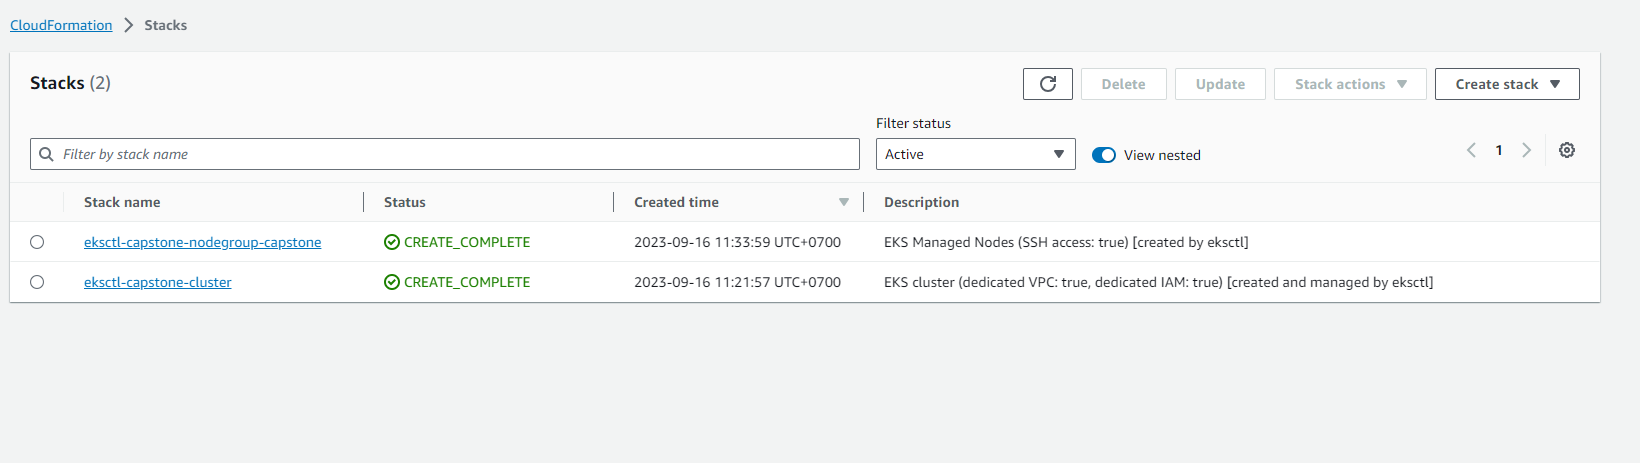 CloudFormation Stacks
Stacks (2)
Delete Update Stack actions Create stack
Filter status
Filter by stack name Active View nested 1
Stack name Status Created time Description
eksctl-capstone-nodegroup-capstone CREATE_COMPLETE 2023-09-16 11:33:59 UTC+0700 EKS Managed Nodes (SSH access: true) [created by eksctl]
eksctl-capstone-cluster CREATE_COMPLETE 2023-09-16 11:21:57 UTC+0700 EKS cluster (dedicated VPC: true, dedicated IAM: true) [created and managed by eksctl]